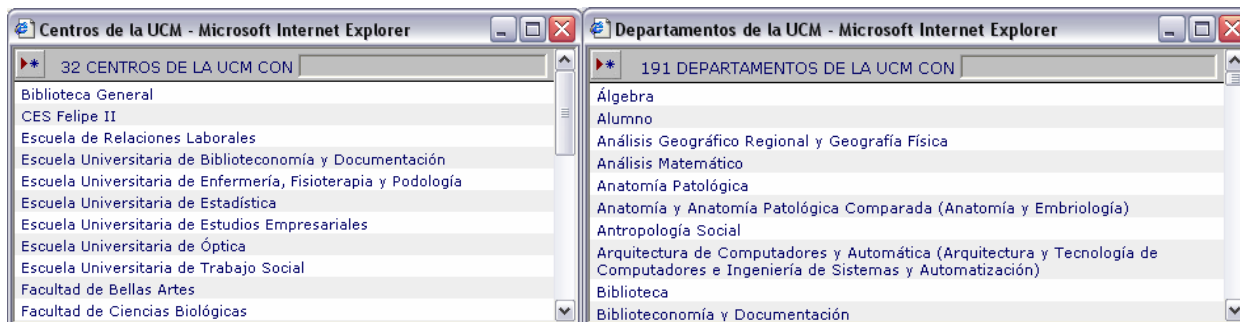 Centros de la UCM - Microsoft Internet Explorer
32 CENTROS DE LA UCM CON
Biblioteca General
CES Felipe II
Escuela de Relaciones Laborales
Escuela Universitaria de Biblioteconomía y Documentación
Escuela Universitaria de Enfermería, Fisioterapia y Podología
Escuela Universitaria de Estadística
Escuela Universitaria de Estudios Empresariales
Escuela Universitaria de Óptica
Escuela Universitaria de Trabajo Social
Facultad de Bellas Artes
Facultad de Ciencias Biológicas
Departamentos de la UCM - Microsoft Internet Explorer
191 DEPARTAMENTOS DE LA UCM CON
Álgebra
Alumno
Análisis Geográfico Regional y Geografía Física
Análisis Matemático
Anatomía Patológica
Anatomía y Anatomía Patológica Comparada (Anatomía y Embriología)
Antropología Social
Arquitectura de Computadores y Automática (Arquitectura y Tecnología de
Computadores e Ingeniería de Sistemas y Automatización)
Biblioteca
Biblioteconomía y Documentación